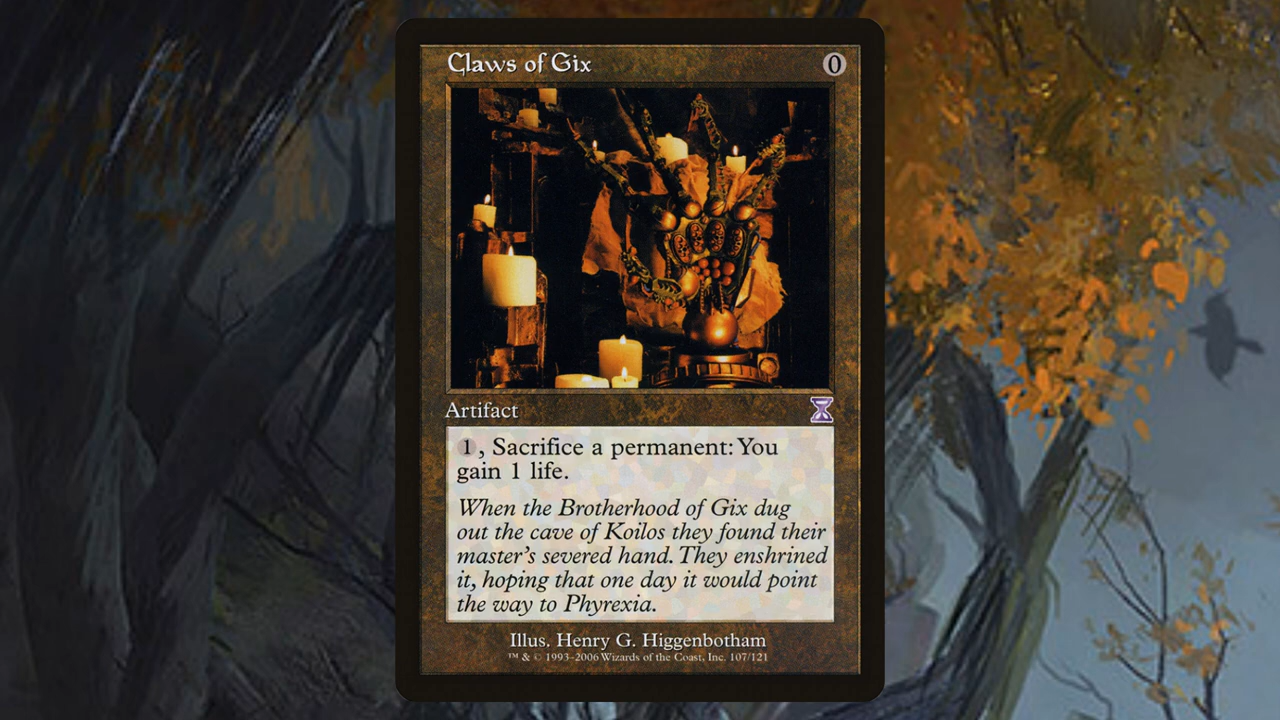 Claws of Gix 0
Artifact
1, Sacrifice a permanent: You
gain 1 life.
When the Brotherhood of Gix dug
out the cave of Koilos they found their
master's severed hand. They enshrined
it, hoping that one day it would point
the way to Phyrexia.
Illus. Henry G. Higgenbotham
™ & © 1993-2006 Wizards of the Coast, Inc. 107/121